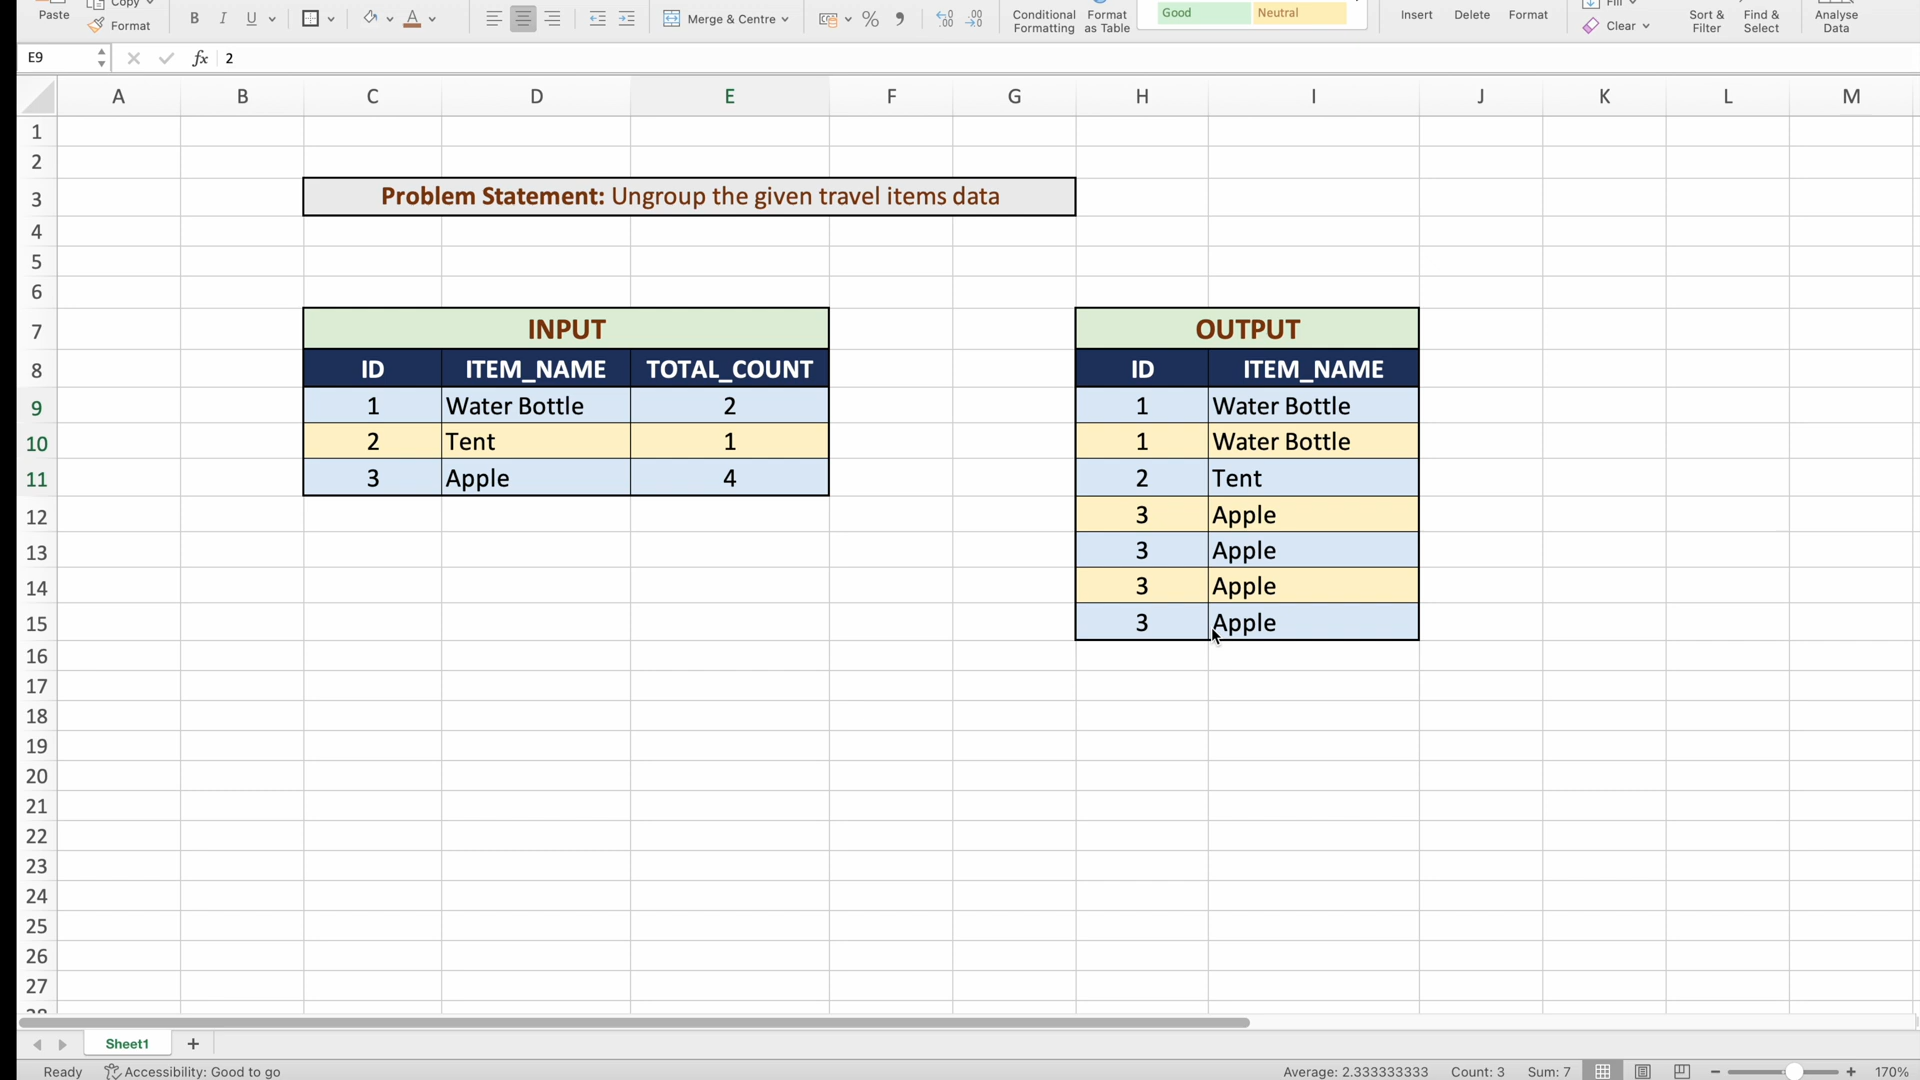 Paste
Copy
Format
B I U
A
Merge & Centre
%
Conditional Formatting
Format as Table
Good
Neutral
Insert
Delete
Format
Fill
Clear
Sort & Filter
Find & Select
Analyse Data
E9
fx 2
A B C D E F G H I J K L M
1
2
3 Problem Statement: Ungroup the given travel items data
4
5
6
7 INPUT OUTPUT
8 ID ITEM_NAME TOTAL_COUNT ID ITEM_NAME
9 1 Water Bottle 2 1 Water Bottle
10 2 Tent 1 1 Water Bottle
11 3 Apple 4 2 Tent
12 3 Apple
13 3 Apple
14 3 Apple
15 3 Apple
16
17
18
19
20
21
22
23
24
25
26
27
Sheet1 +
Ready Accessibility: Good to go Average: 2.333333333 Count: 3 Sum: 7 − + 170%